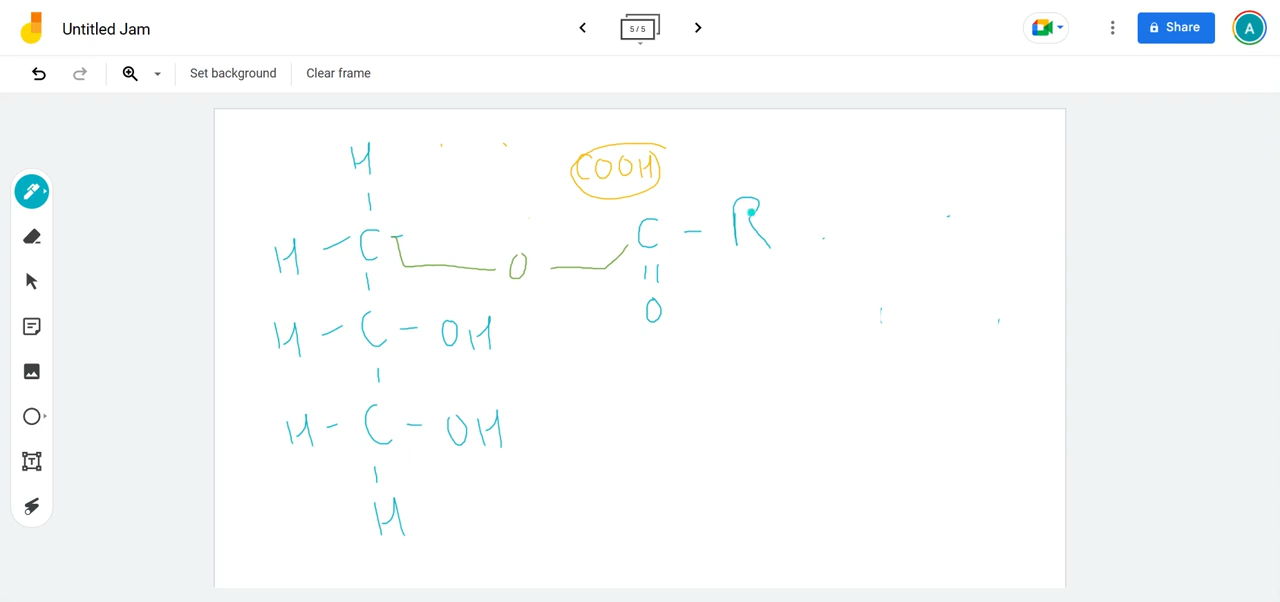 Untitled Jam
5 / 5
Share
A
Set background
Clear frame
H
COOH
H – C O C – R
O
H – C – OH
H – C – OH
H
T